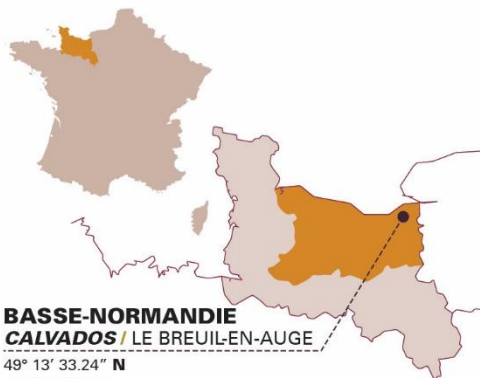 BASSE-NORMANDIE
CALVADOS / LE BREUIL-EN-AUGE
49° 13’ 33.24” N